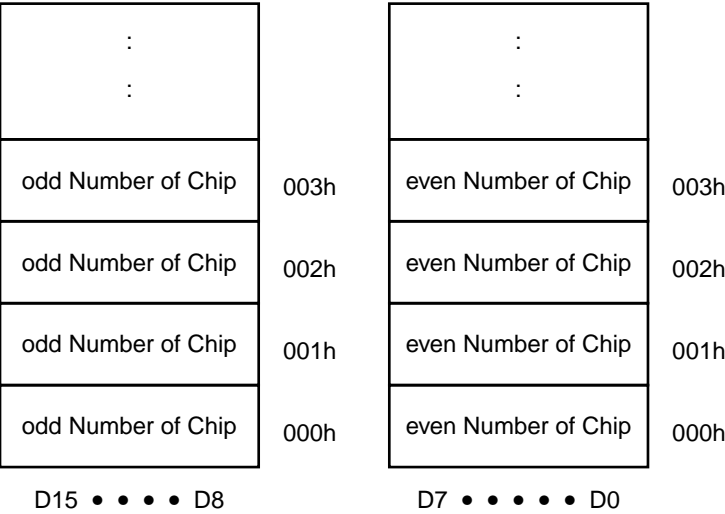 : :
: :
odd Number of Chip 003h even Number of Chip 003h
odd Number of Chip 002h even Number of Chip 002h
odd Number of Chip 001h even Number of Chip 001h
odd Number of Chip 000h even Number of Chip 000h
D15 ● ● ● ● D8 D7 ● ● ● ● ● D0